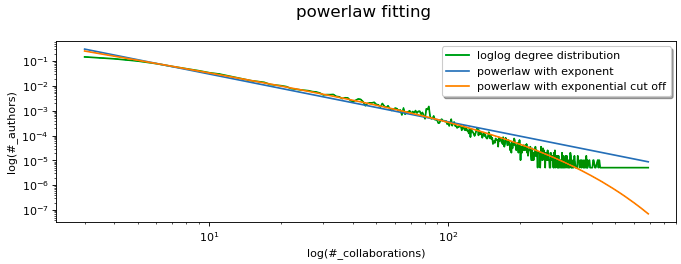 powerlaw fitting
loglog degree distribution
powerlaw with exponent
powerlaw with exponential cut off
log(#_authors)
10⁻¹
10⁻²
10⁻³
10⁻⁴
10⁻⁵
10⁻⁶
10⁻⁷
10¹ 10²
log(#_collaborations)